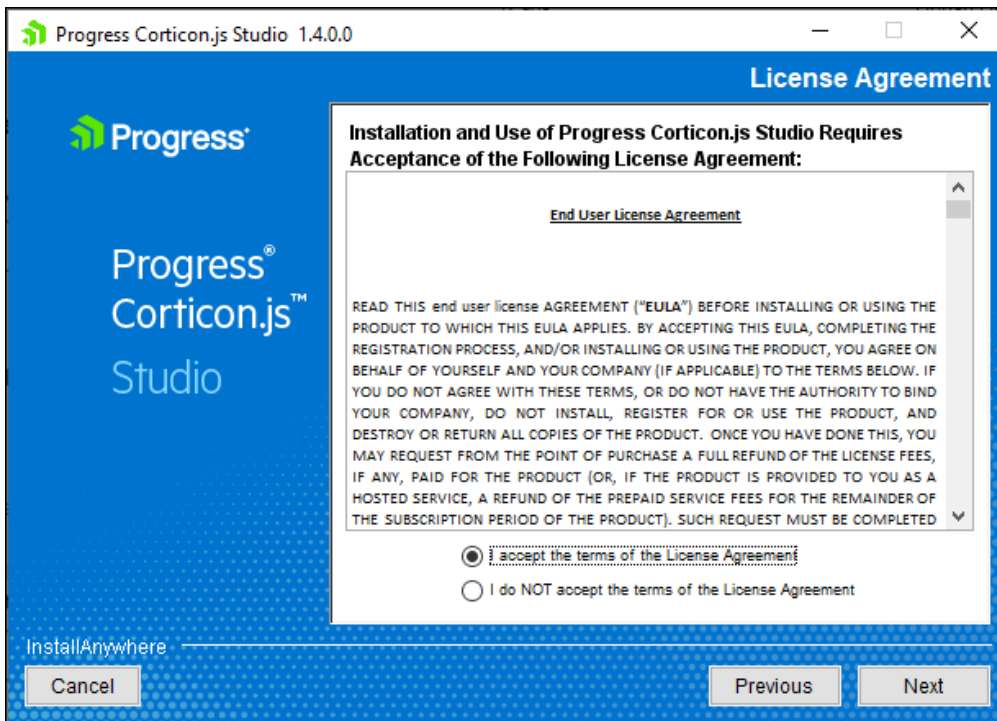 Progress Corticon.js Studio 1.4.0.0
License Agreement
Progress
Progress®
Corticon.js™
Studio
Installation and Use of Progress Corticon.js Studio Requires
Acceptance of the Following License Agreement:
End User License Agreement
READ THIS end user license AGREEMENT (“EULA”) BEFORE INSTALLING OR USING THE
PRODUCT TO WHICH THIS EULA APPLIES. BY ACCEPTING THIS EULA, COMPLETING THE
REGISTRATION PROCESS, AND/OR INSTALLING OR USING THE PRODUCT, YOU AGREE ON
BEHALF OF YOURSELF AND YOUR COMPANY (IF APPLICABLE) TO THE TERMS BELOW. IF
YOU DO NOT AGREE WITH THESE TERMS, OR DO NOT HAVE THE AUTHORITY TO BIND
YOUR COMPANY, DO NOT INSTALL, REGISTER FOR OR USE THE PRODUCT, AND
DESTROY OR RETURN ALL COPIES OF THE PRODUCT. ONCE YOU HAVE DONE THIS, YOU
MAY REQUEST FROM THE POINT OF PURCHASE A FULL REFUND OF THE LICENSE FEES,
IF ANY, PAID FOR THE PRODUCT (OR, IF THE PRODUCT IS PROVIDED TO YOU AS A
HOSTED SERVICE, A REFUND OF THE PREPAID SERVICE FEES FOR THE REMAINDER OF
THE SUBSCRIPTION PERIOD OF THE PRODUCT). SUCH REQUEST MUST BE COMPLETED
I accept the terms of the License Agreement
I do NOT accept the terms of the License Agreement
InstallAnywhere
Cancel
Previous
Next